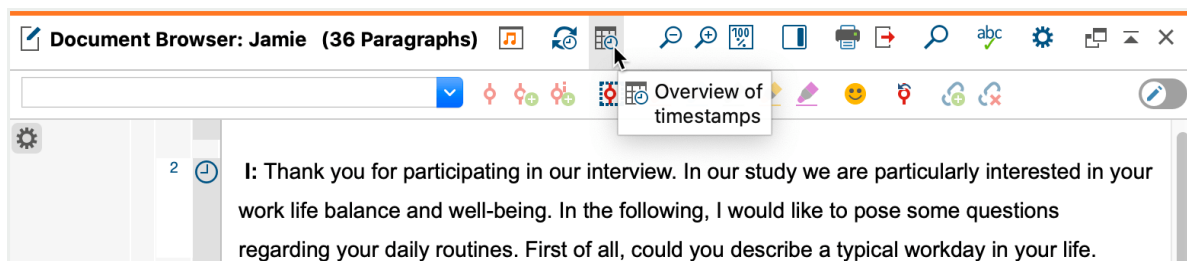 Document Browser: Jamie (36 Paragraphs)
100 %
abc
Overview of
timestamps
2
I: Thank you for participating in our interview. In our study we are particularly interested in your
work life balance and well-being. In the following, I would like to pose some questions
regarding your daily routines. First of all, could you describe a typical workday in your life.